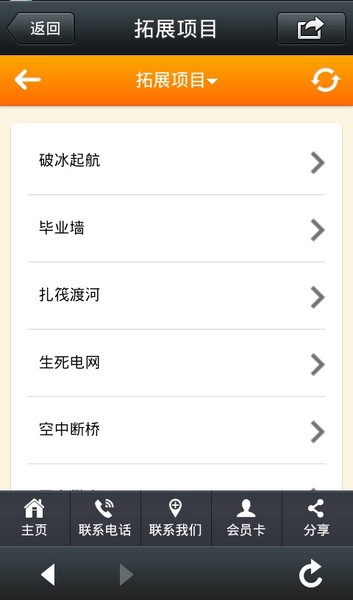 返回
拓展项目
拓展项目
破冰起航
毕业墙
扎筏渡河
生死电网
空中断桥
主页
联系电话
联系我们
会员卡
分享